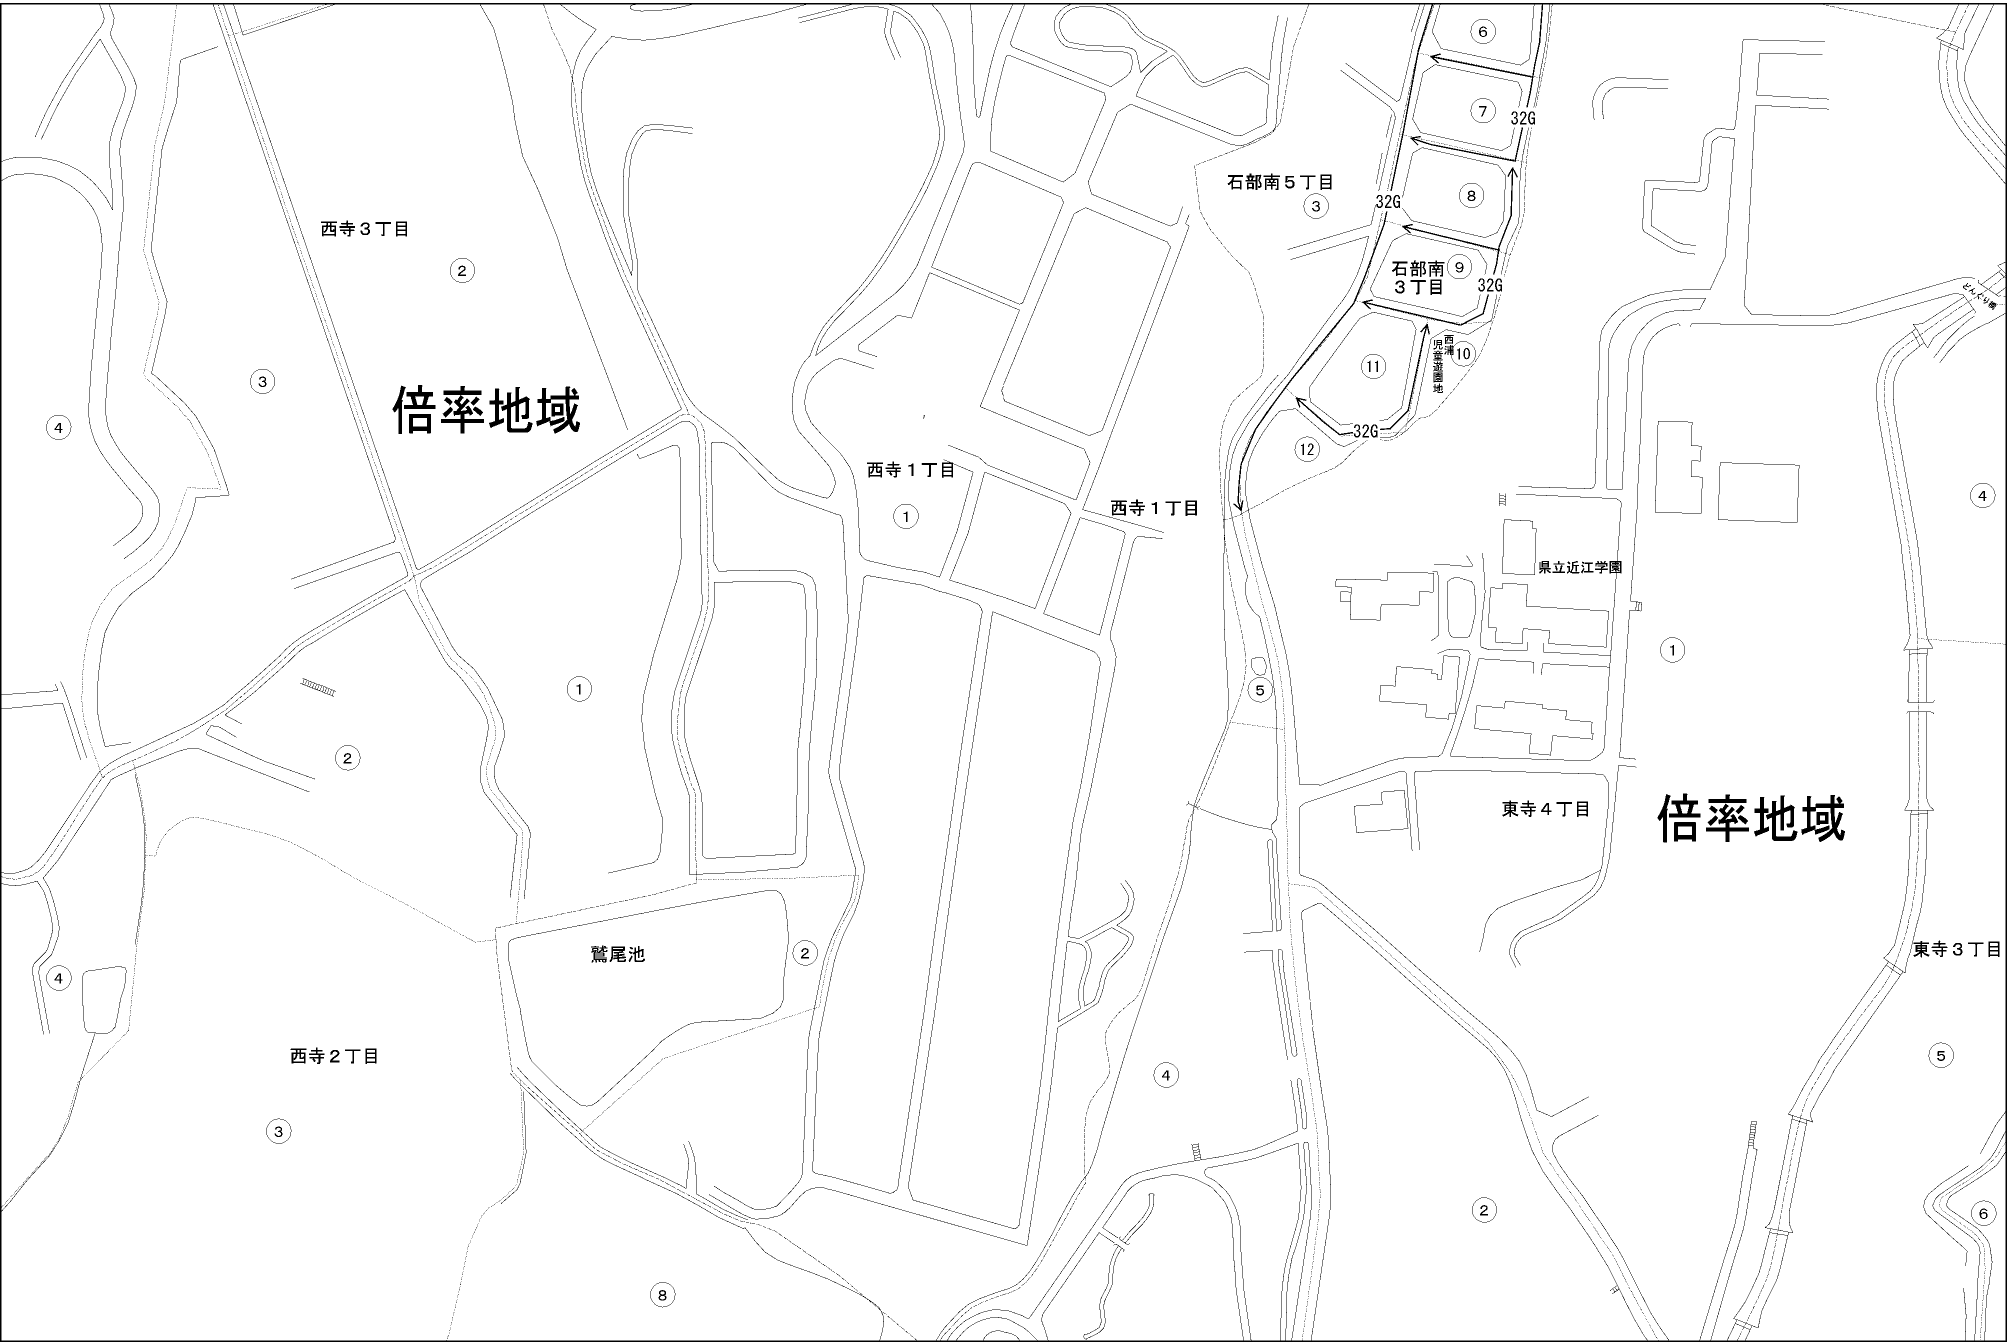 ⑥
⑦
32G
石部南５丁目
③
32G
⑧
西寺３丁目
②
石部南
３丁目
⑨
32G
どんぐり橋
西浦
児童遊園地
⑩
⑪
③
倍率地域
④
32G
⑫
西寺１丁目
①
西寺１丁目
④
県立近江学園
①
①
⑤
②
東寺４丁目
倍率地域
鷲尾池
②
東寺３丁目
④
西寺２丁目
⑤
④
③
②
⑥
⑧